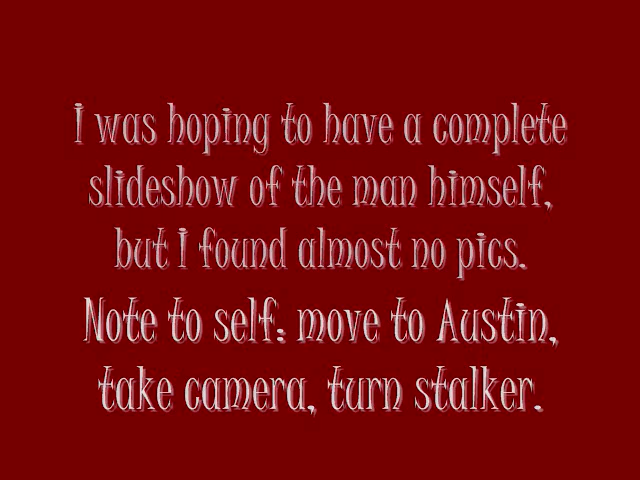 I was hoping to have a complete
slideshow of the man himself,
but I found almost no pics.
Note to self: move to Austin,
take camera, turn stalker.